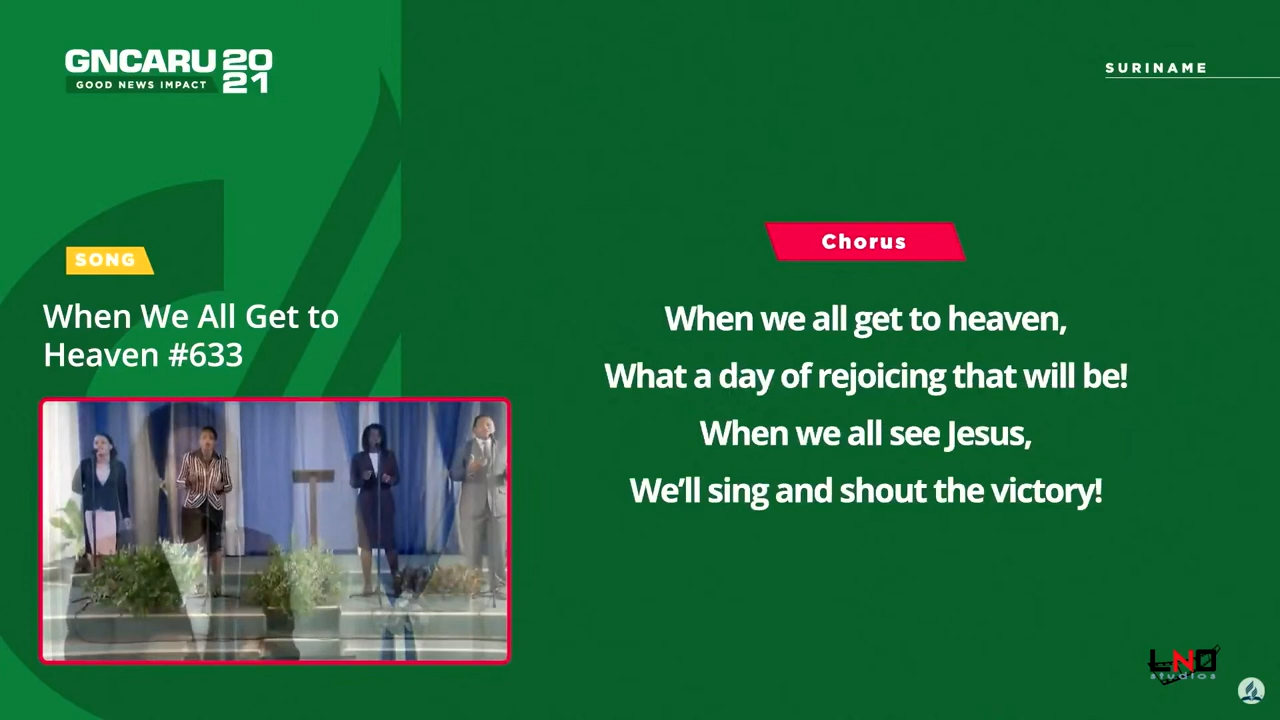 GNCARU 20
21
GOOD NEWS IMPACT
SURINAME
SONG
When We All Get to
Heaven #633
Chorus
When we all get to heaven,
What a day of rejoicing that will be!
When we all see Jesus,
We’ll sing and shout the victory!
LNO
studios